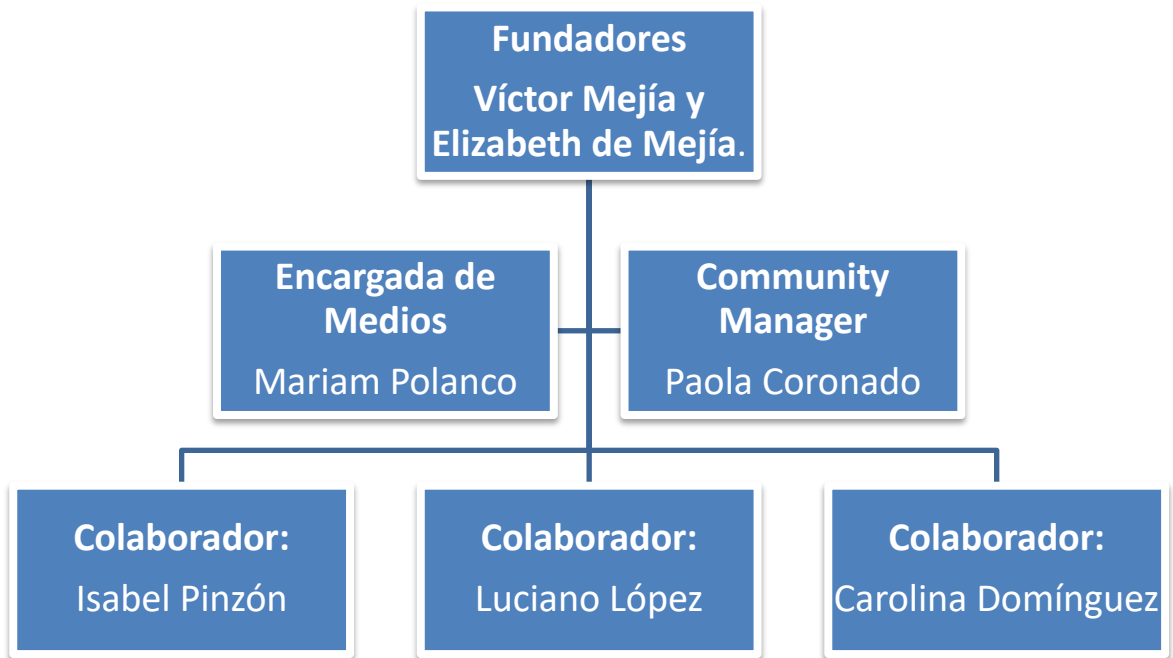 Fundadores
Víctor Mejía y
Elizabeth de Mejía.
Encargada de
Medios
Mariam Polanco
Community
Manager
Paola Coronado
Colaborador:
Isabel Pinzón
Colaborador:
Luciano López
Colaborador:
Carolina Domínguez